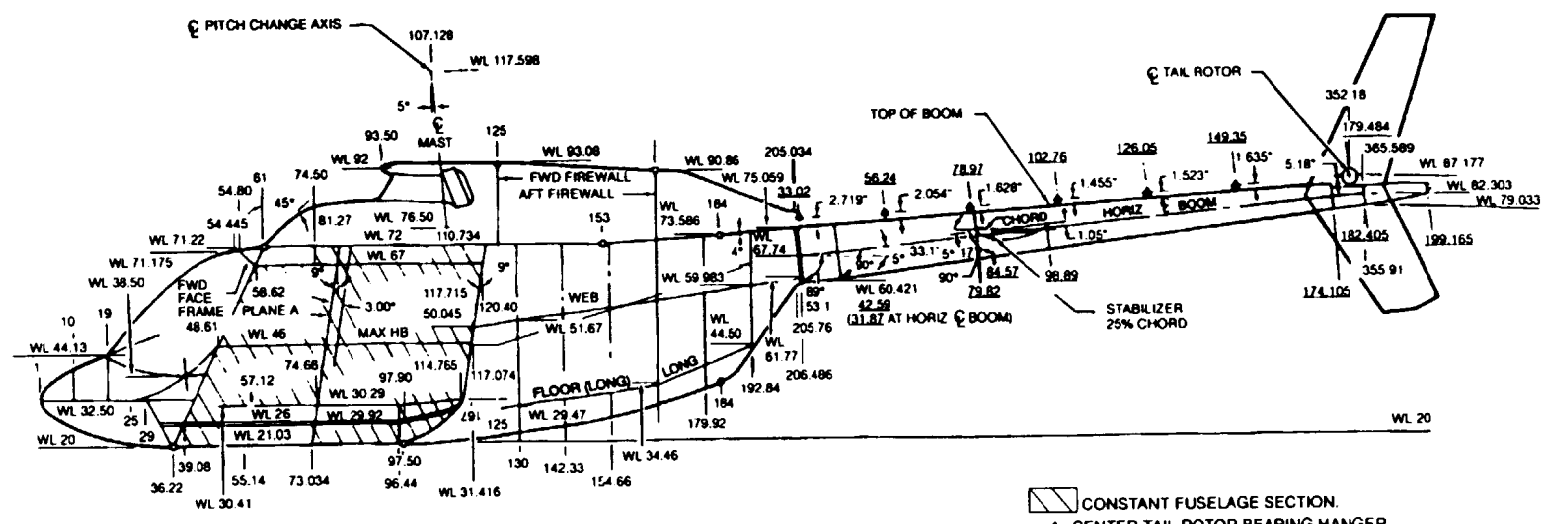 ℄ PITCH CHANGE AXIS
107.128
WL 117.598
5°
℄
MAST
93.50
125
WL 92
WL 93.08
WL 90.86
FWD FIREWALL
AFT FIREWALL
205.034
WL 75.059
33.02
TOP OF BOOM
℄ TAIL ROTOR
352.18
179.484
365.589
5.18°
WL 87.177
WL 82.303
WL 79.033
56.24
78.97
102.76
126.05
149.35
2.719°
2.054°
1.628°
1.455°
1.523°
1.635°
CHORD
HORIZ ℄ BOOM
1.05°
61
54.80
74.50
45°
54.445
81.27
WL 76.50
WL 72
110.734
153
WL 73.586
184
4°
WL 67.74
WL 71.22
WL 71.175
WL 67
9°
9°
WL 38.50
FWD FACE FRAME
58.62
48.61
PLANE A
3.00°
117.715
50.045
120.40
WEB
WL 59.983
90°
5°
33.1
5°
17
90°
84.57
79.82
98.89
182.405
199.165
355.91
174.105
WL 60.421
42.59
(31.87 AT HORIZ ℄ BOOM)
89°
53.1
205.76
STABILIZER
25% CHORD
10
19
WL 44.13
WL 46
MAX HB
WL 51.67
WL 44.50
WL 61.77
206.486
74.66
114.765
117.074
57.12
97.90
WL 30.29
FLOOR (LONG)
LONG
192.84
184
WL 32.50
25
29
WL 26
WL 29.92
125
WL 29.47
179.92
WL 20
WL 21.03
WL 20
39.08
36.22
55.14
WL 30.41
73.034
97.50
96.44
WL 31.416
130
142.33
154.66
WL 34.46
CONSTANT FUSELAGE SECTION.
CENTER TAIL ROTOR BEARING HANGER